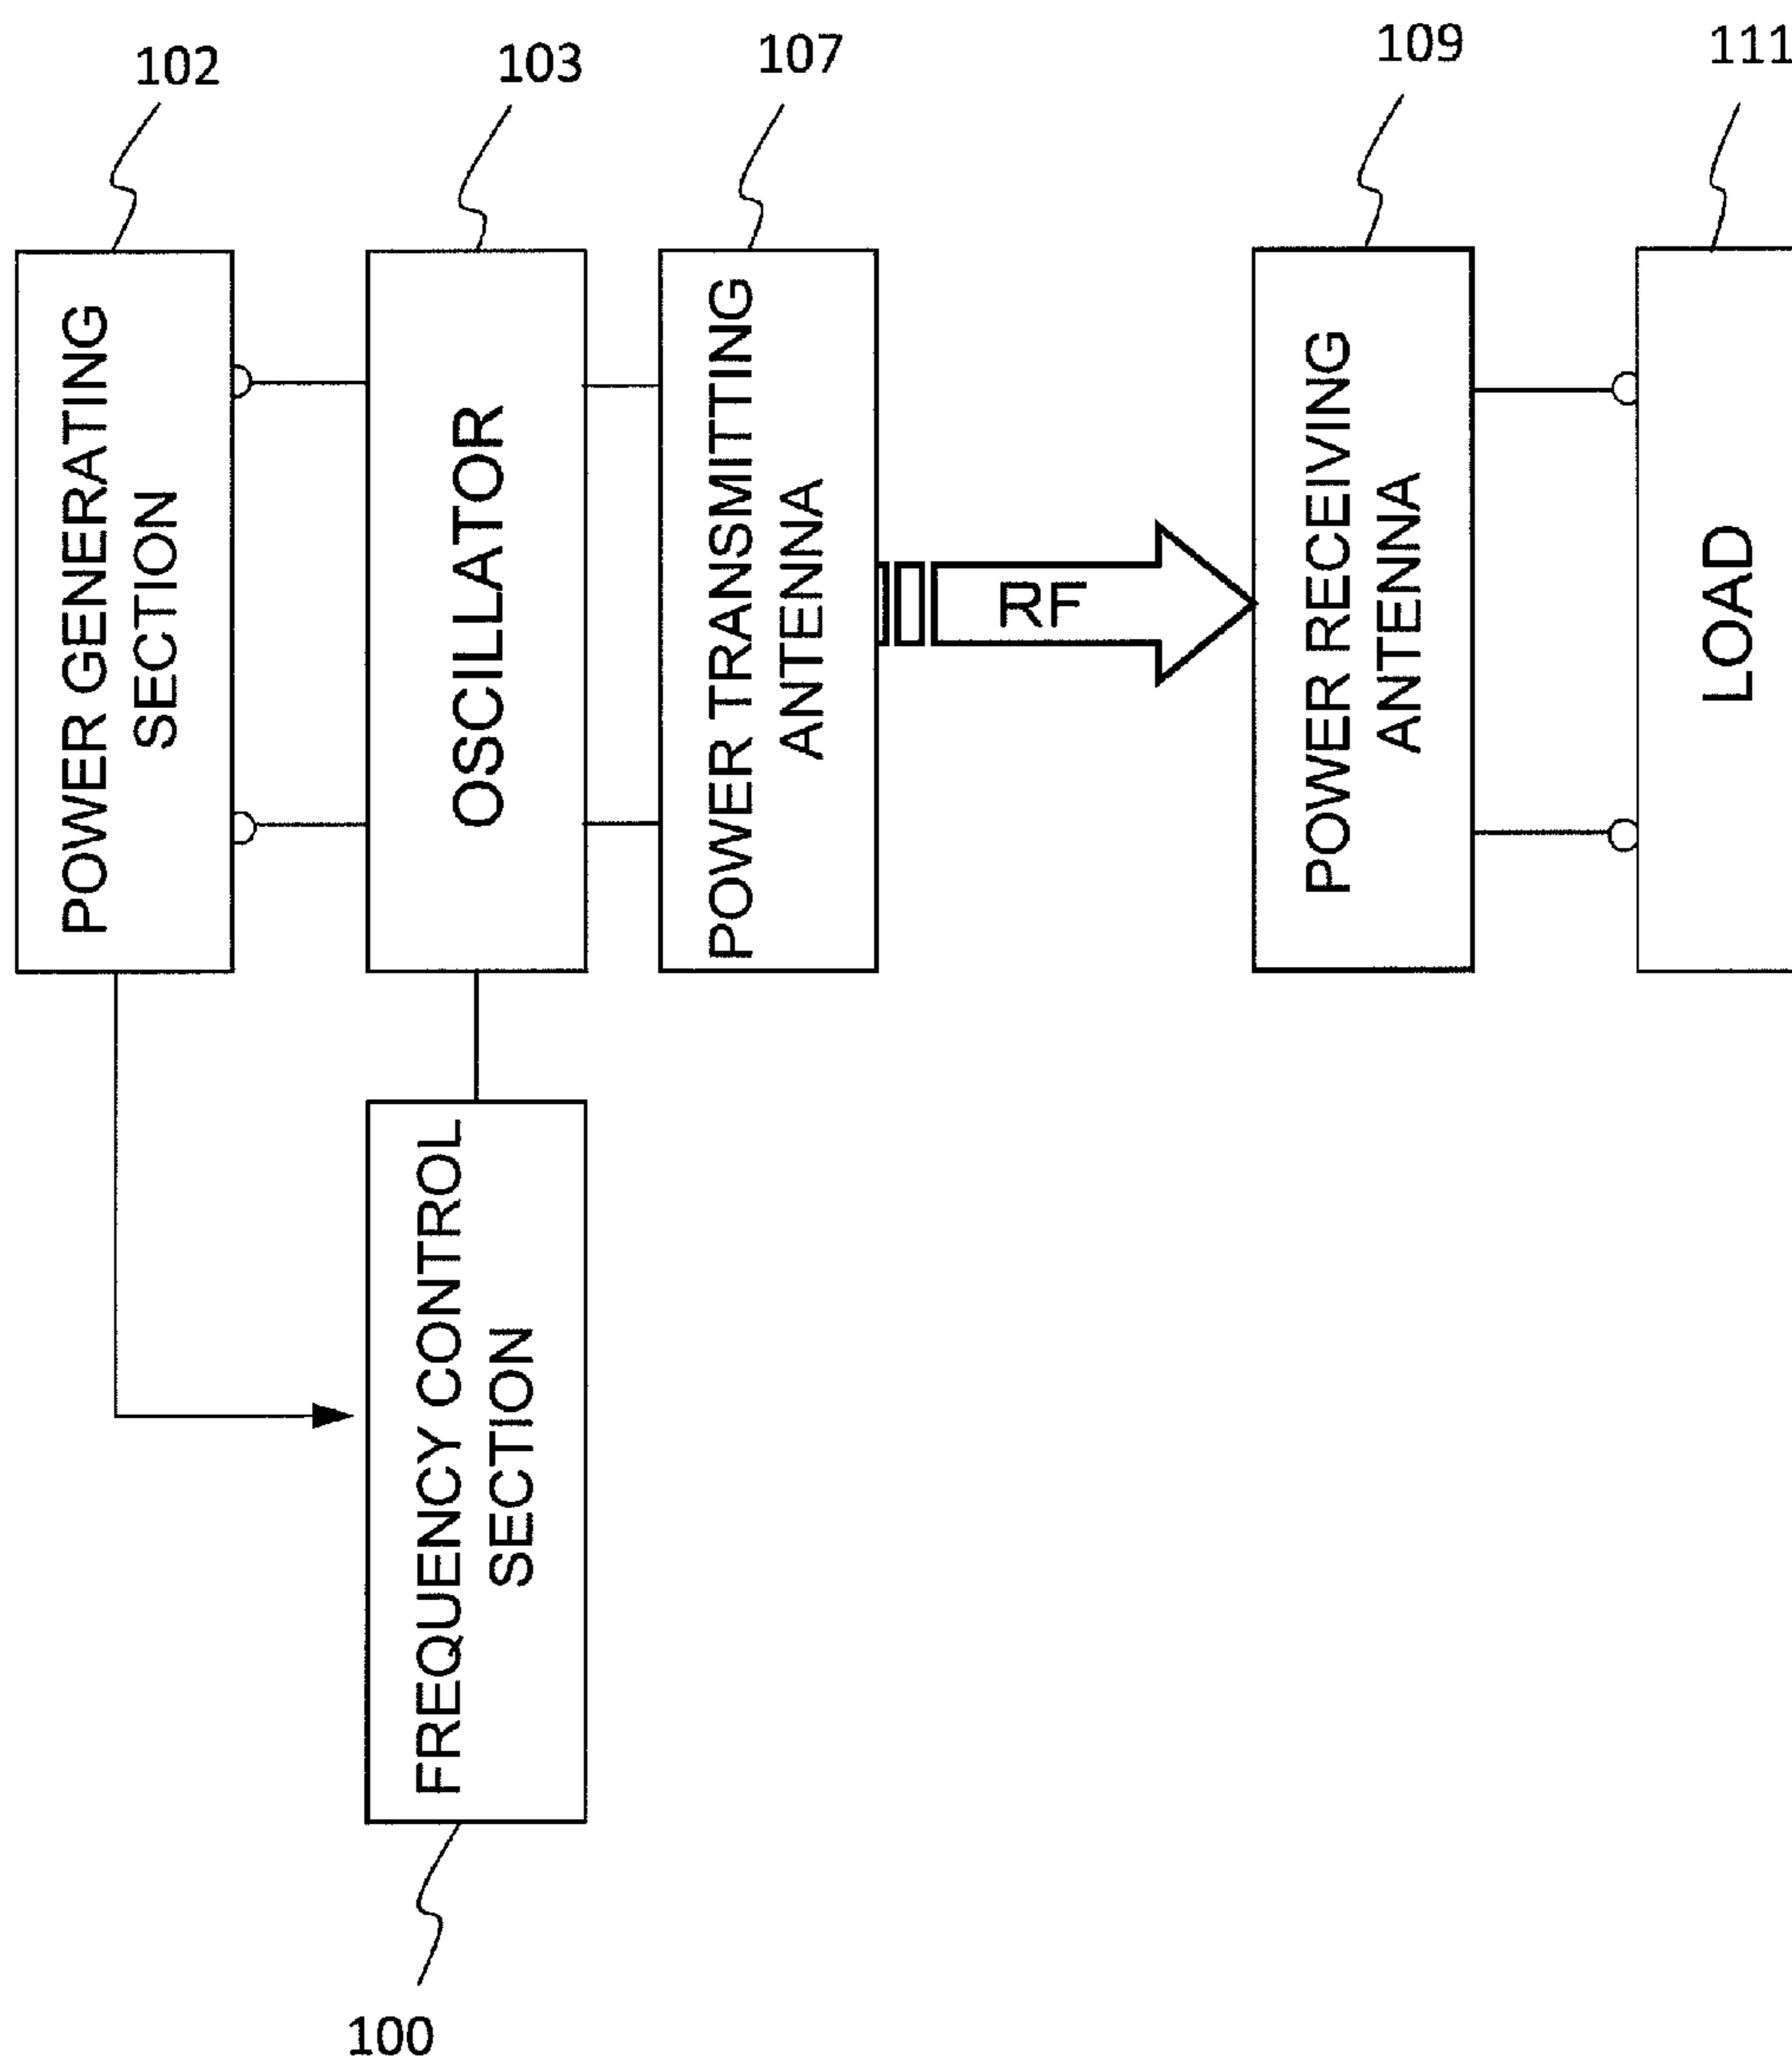 102
103
107
109
111
POWER GENERATING
SECTION
OSCILLATOR
POWER TRANSMITTING
ANTENNA
RF
POWER RECEIVING
ANTENNA
LOAD
FREQUENCY CONTROL
SECTION
100